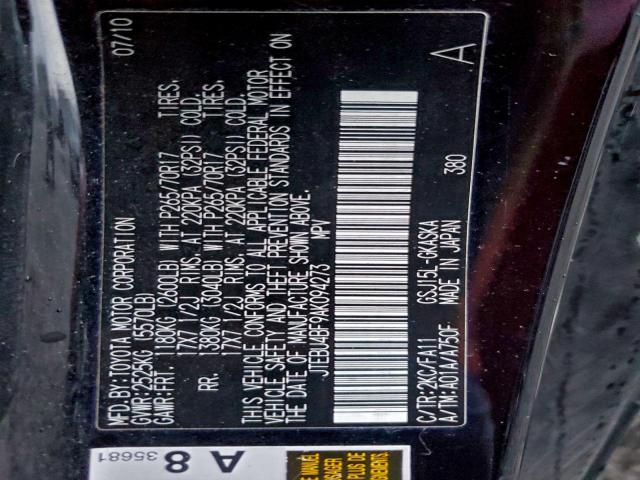 MFD.BY:TOYOTA MOTOR CORPORATION 07/10
GVWR:2525KG (5570LB)
GAWR:FRT. 1180KG (2600LB) WITH P265/70R17 TIRES.
17X7 1/2J RIMS. AT 220KPA (32PSI) COLD.
RR. 1380KG (3040LB) WITH P265/70R17 TIRES.
17X7 1/2J RIMS. AT 220KPA (32PSI) COLD.
THIS VEHICLE CONFORMS TO ALL APPLICABLE FEDERAL MOTOR
VEHICLE SAFETY AND THEFT PREVENTION STANDARDS IN EFFECT ON
THE DATE OF MANUFACTURE SHOWN ABOVE.
JTEBU4BF9AK094273 MPV
C/TR:2KC/FA11 GSJ15L-GKASKA
A/TM:A01A/A750F MADE IN JAPAN 380 A
A 8
35681